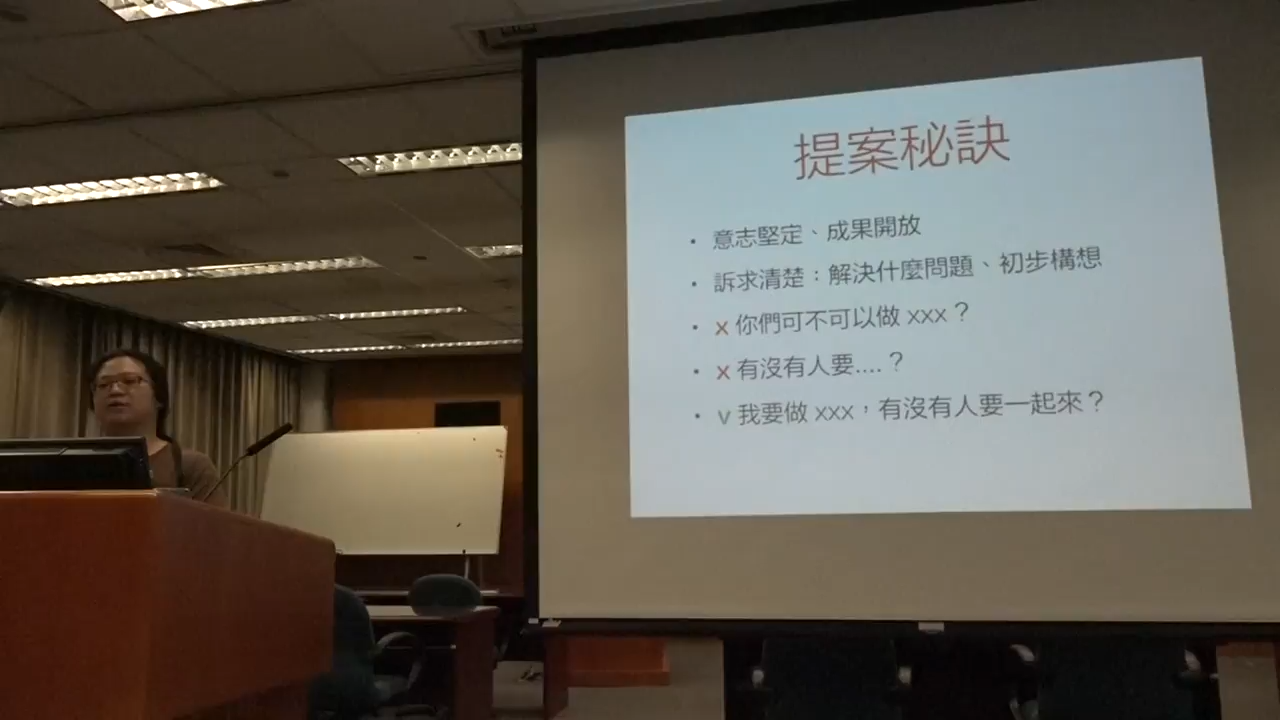 提案秘訣
• 意志堅定、成果開放
• 訴求清楚：解決什麼問題、初步構想
• x 你們可不可以做 xxx？
• x 有沒有人要....？
• v 我要做 xxx，有沒有人要一起來？